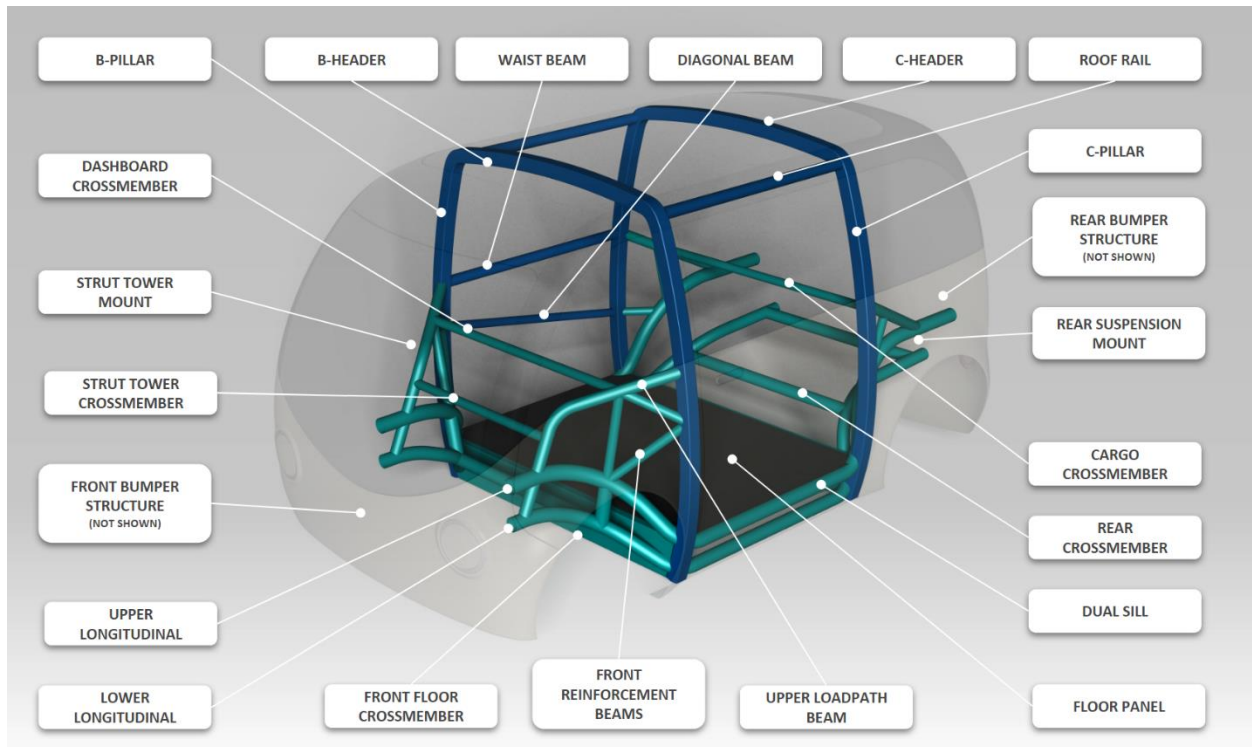 B-PILLAR
B-HEADER
WAIST BEAM
DIAGONAL BEAM
C-HEADER
ROOF RAIL
DASHBOARD
CROSSMEMBER
C-PILLAR
STRUT TOWER
MOUNT
REAR BUMPER
STRUCTURE
(NOT SHOWN)
STRUT TOWER
CROSSMEMBER
REAR SUSPENSION
MOUNT
FRONT BUMPER
STRUCTURE
(NOT SHOWN)
CARGO
CROSSMEMBER
REAR
CROSSMEMBER
UPPER
LONGITUDINAL
DUAL SILL
LOWER
LONGITUDINAL
FRONT FLOOR
CROSSMEMBER
FRONT
REINFORCEMENT
BEAMS
UPPER LOADPATH
BEAM
FLOOR PANEL